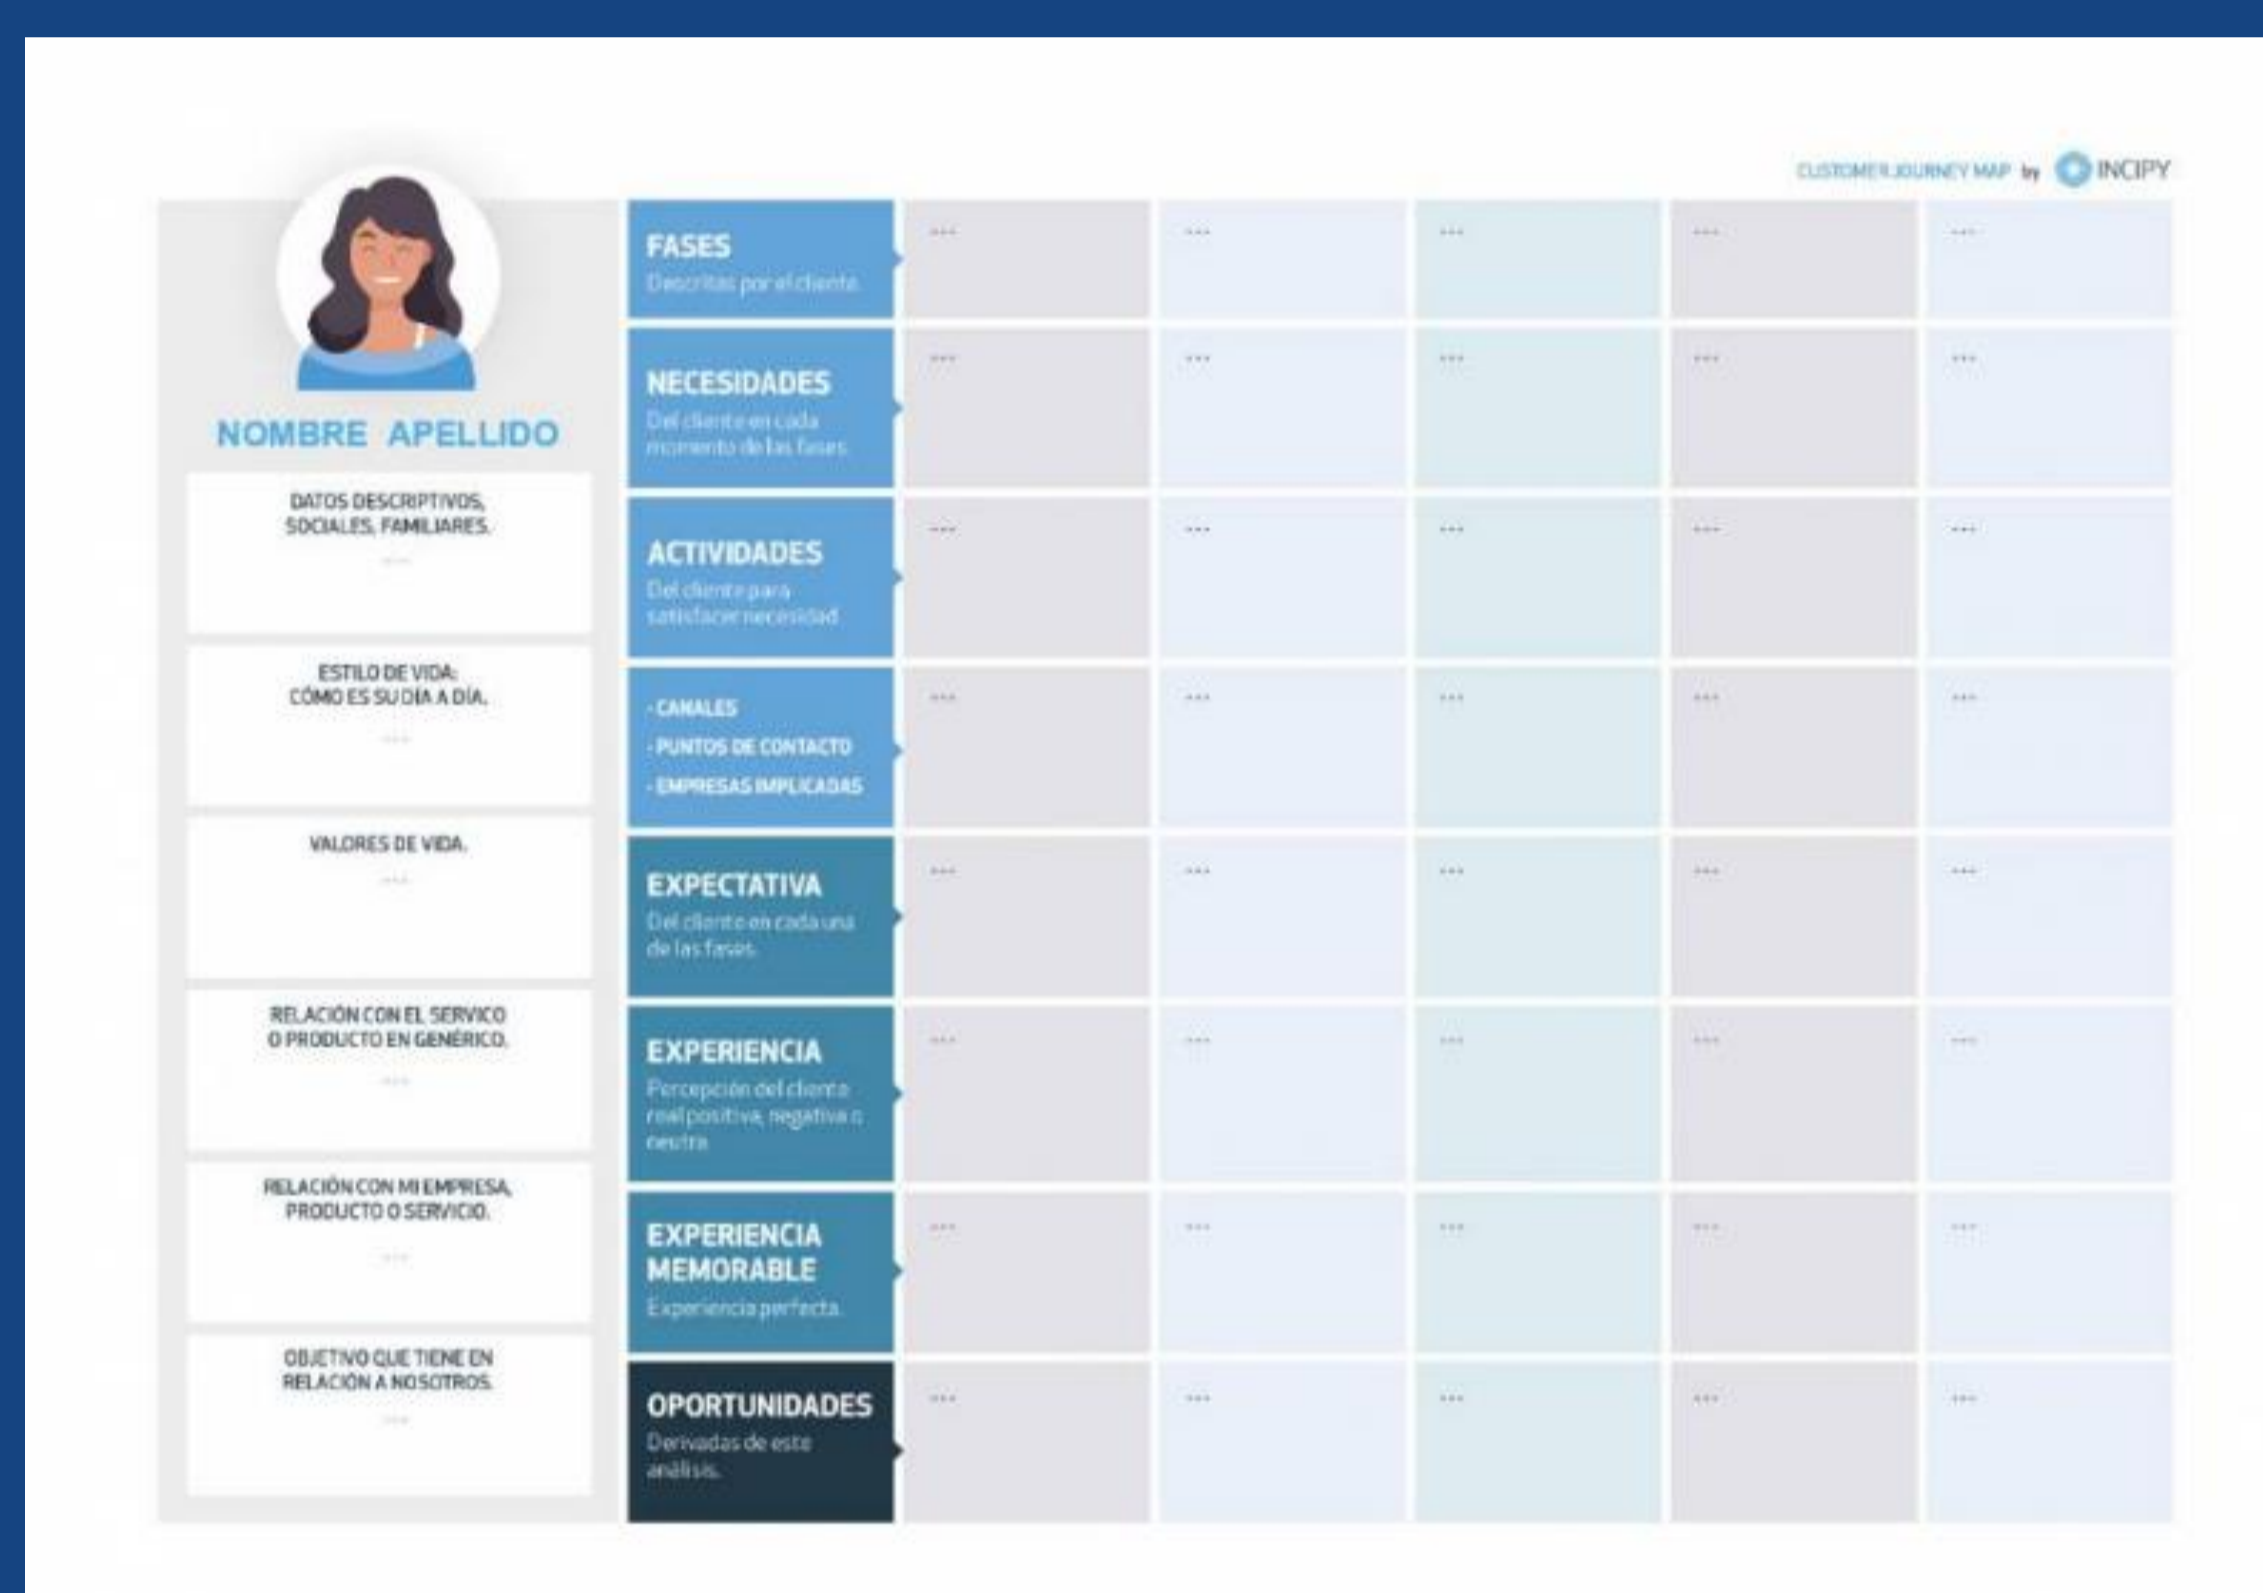 CUSTOMER JOURNEY MAP by INCIPY
NOMBRE APELLIDO
DATOS DESCRIPTIVOS,
SOCIALES, FAMILIARES.
...
ESTILO DE VIDA:
CÓMO ES SU DÍA A DÍA.
...
VALORES DE VIDA.
...
RELACIÓN CON EL SERVICO
O PRODUCTO EN GENÉRICO.
...
RELACIÓN CON MI EMPRESA,
PRODUCTO O SERVICIO.
...
OBJETIVO QUE TIENE EN
RELACIÓN A NOSOTROS.
...
FASES
Descritas por el cliente.
... ... ... ... ...
NECESIDADES
Del cliente en cada
momento de las fases.
... ... ... ... ...
ACTIVIDADES
Del cliente para
satisfacer necesidad.
... ... ... ... ...
- CANALES
- PUNTOS DE CONTACTO
- EMPRESAS IMPLICADAS
... ... ... ... ...
EXPECTATIVA
Del cliente en cada una
de las fases.
... ... ... ... ...
EXPERIENCIA
Percepción del cliente
real positiva, negativa o
neutra.
... ... ... ... ...
EXPERIENCIA
MEMORABLE
Experiencia perfecta.
... ... ... ... ...
OPORTUNIDADES
Derivadas de este
análisis.
... ... ... ... ...